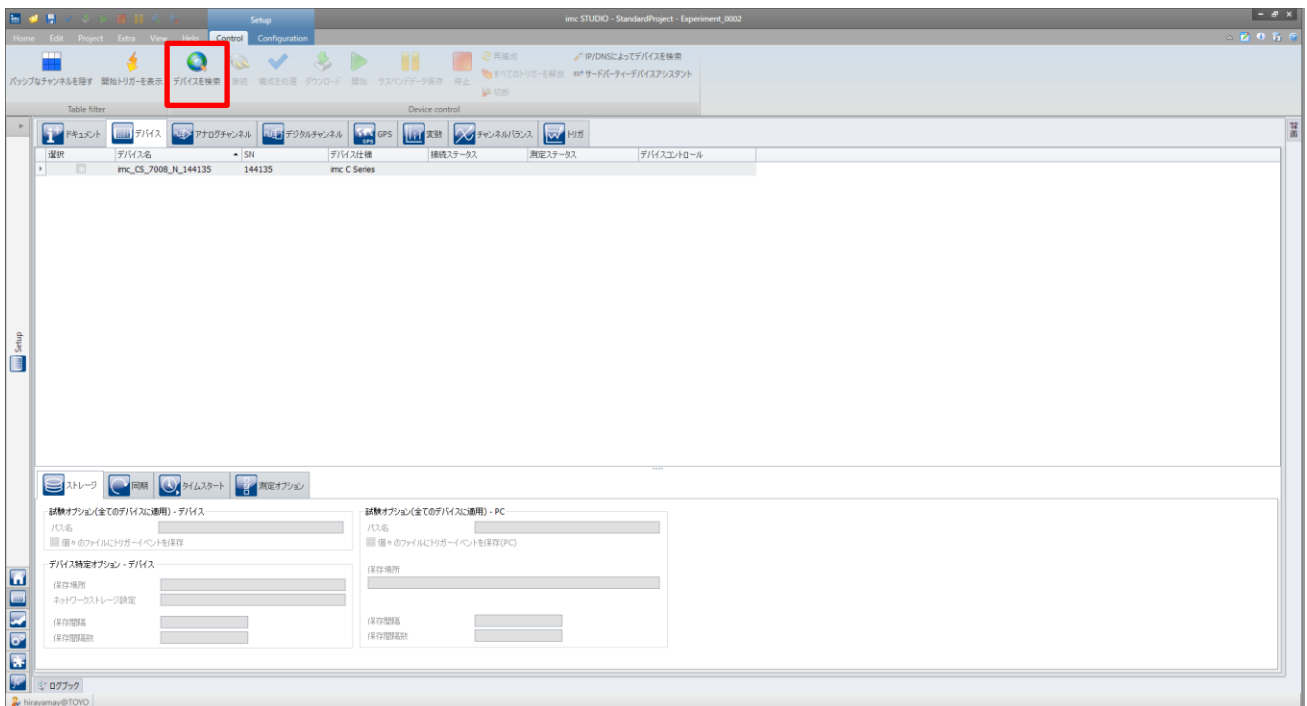 Setup
imc STUDIO - StandardProject - Experiment_0002
Home Edit Project Extra View Help Control Configuration
パッシブなチャンネルを隠す 開始トリガーを表示 デバイスを検索 接続 構成を処理 ダウンロード 開始 サスペンドデータ保存 停止
再構成
すべてのトリガーを解放
切断
IP/DNSによってデバイスを検索
サードパーティーデバイスアシスタント
Table filter
Device control
ドキュメント デバイス アナログチャンネル デジタルチャンネル GPS 変数 チャンネルバランス トリガ
選択 デバイス名 SN デバイス仕様 接続ステータス 測定ステータス デバイスコントロール
imc_CS_7008_N_144135 144135 imc C Series
Setup
ストレージ 同期 タイムスタート 測定オプション
試験オプション(全てのデバイスに適用) - デバイス
パス名
個々のファイルにトリガーイベントを保存
デバイス特定オプション - デバイス
保存場所
ネットワークストレージ設定
保存間隔
保存間隔数
試験オプション(全てのデバイスに適用) - PC
パス名
個々のファイルにトリガーイベントを保存(PC)
保存場所
保存間隔
保存間隔数
ログブック
hirayamay@TOYO